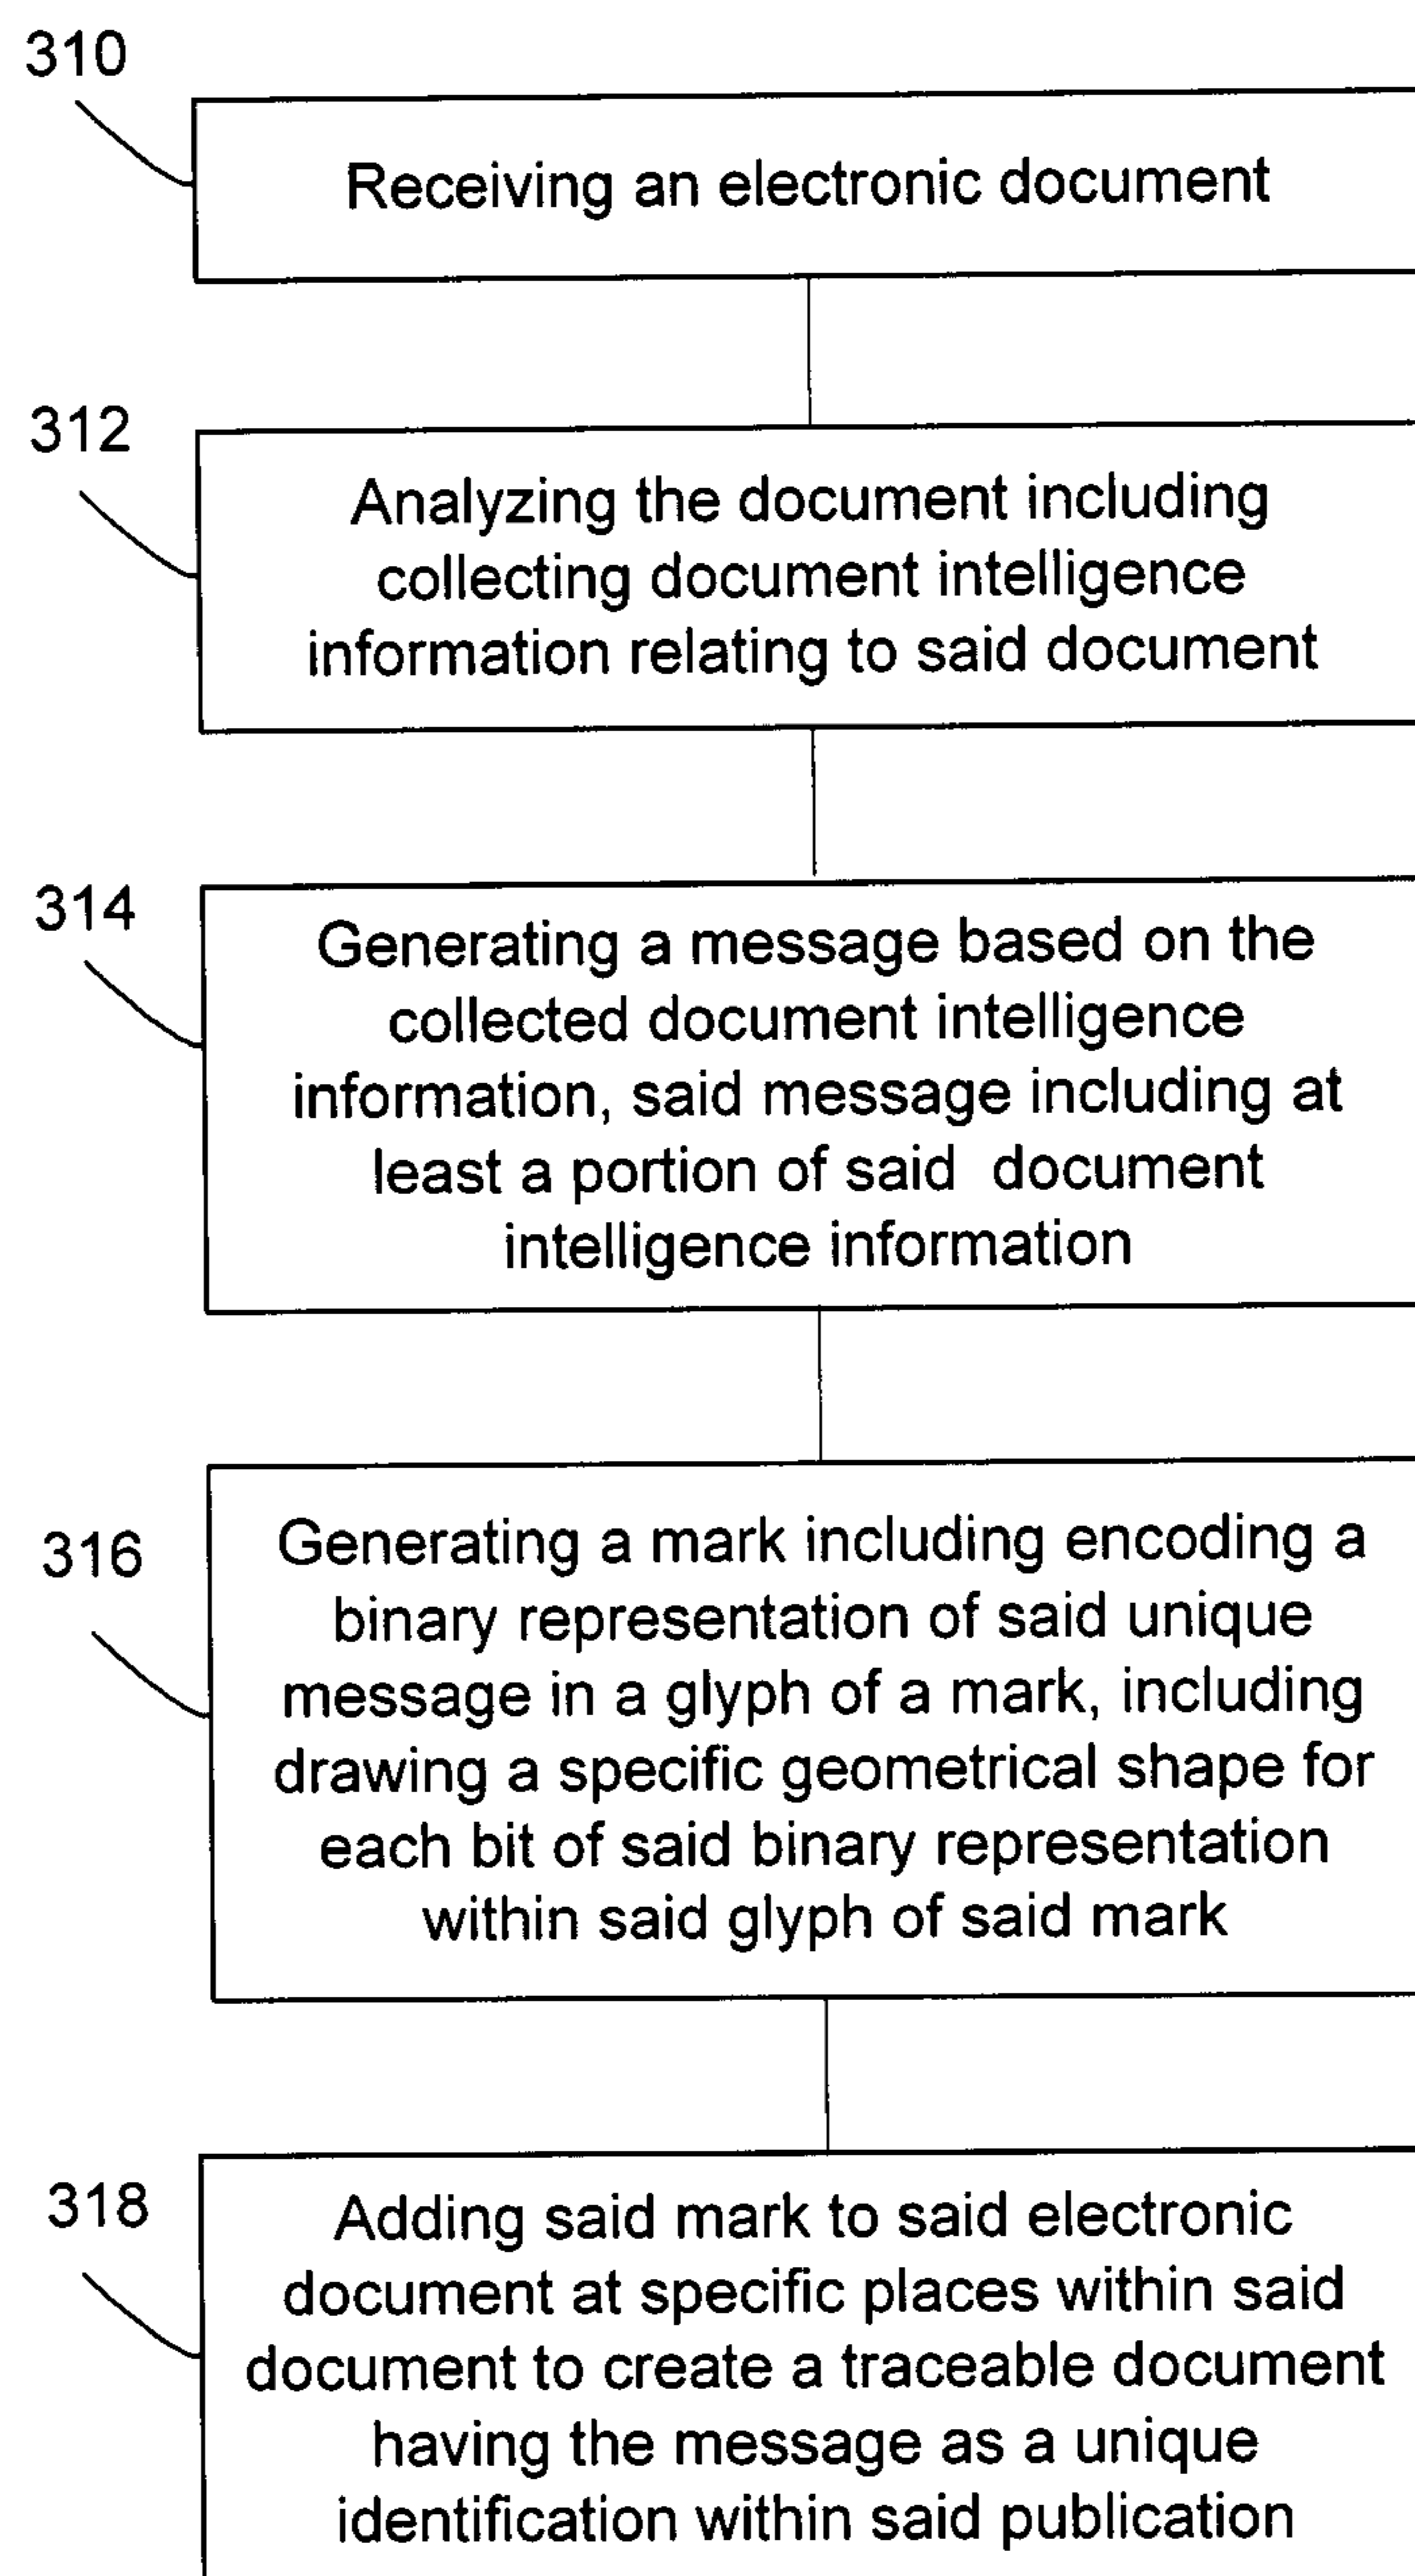 310
Receiving an electronic document
312
Analyzing the document including
collecting document intelligence
information relating to said document
314
Generating a message based on the
collected document intelligence
information, said message including at
least a portion of said document
intelligence information
316
Generating a mark including encoding a
binary representation of said unique
message in a glyph of a mark, including
drawing a specific geometrical shape for
each bit of said binary representation
within said glyph of said mark
318
Adding said mark to said electronic
document at specific places within said
document to create a traceable document
having the message as a unique
identification within said publication